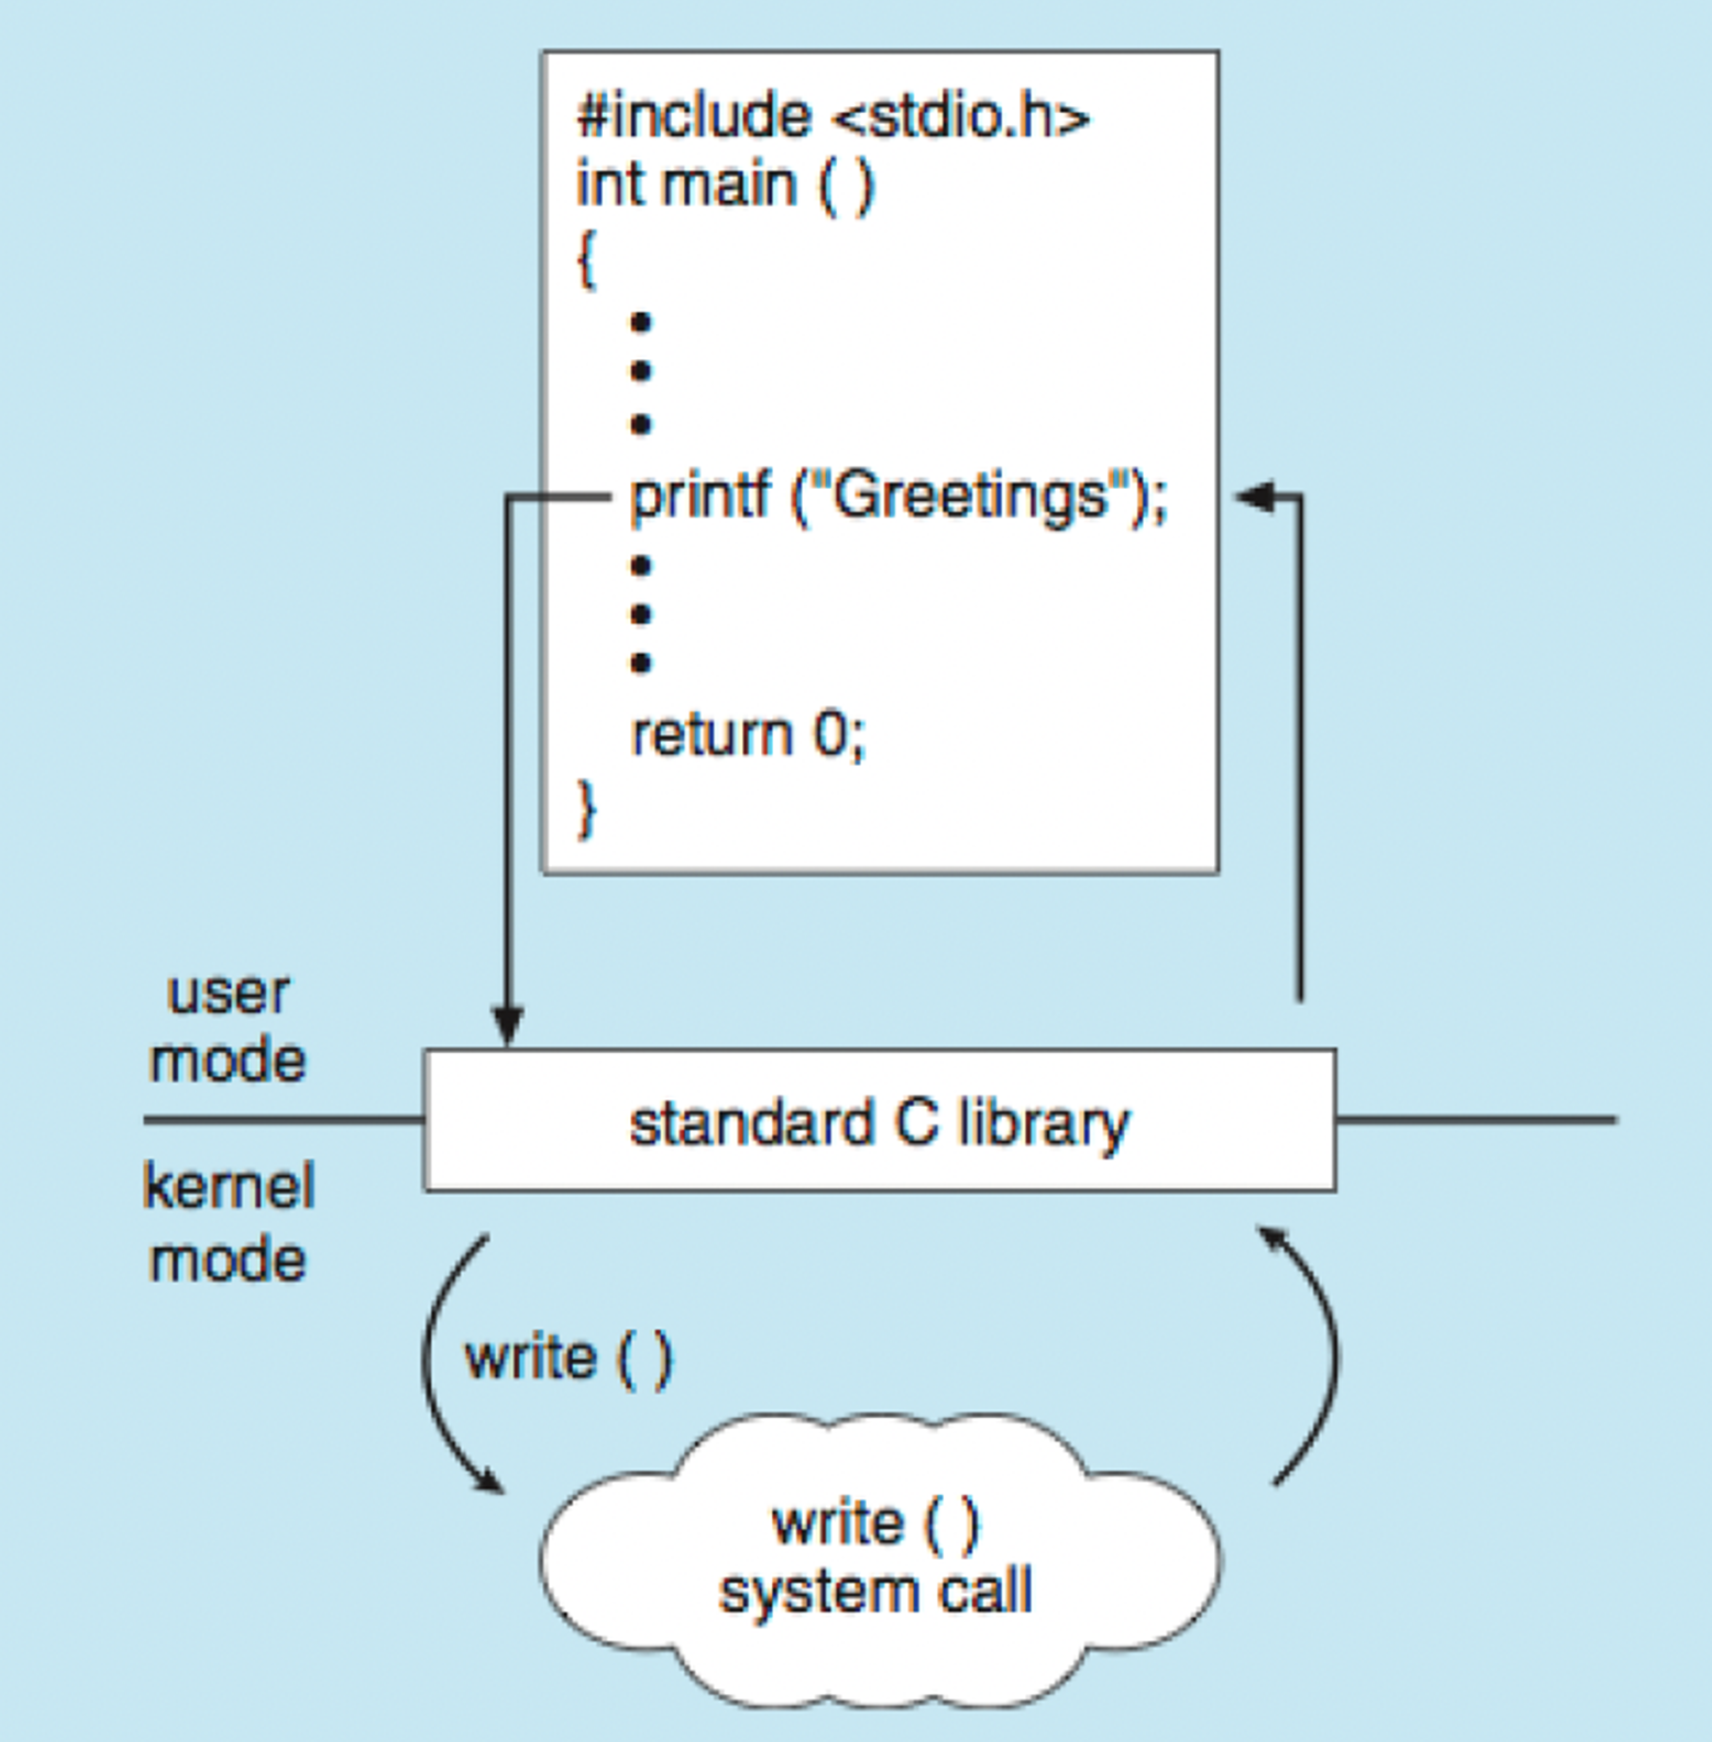 #include <stdio.h>
int main ( )
{
•
•
•
printf ("Greetings");
•
•
•
return 0;
}
user
mode
standard C library
kernel
mode
write ( )
write ( )
system call